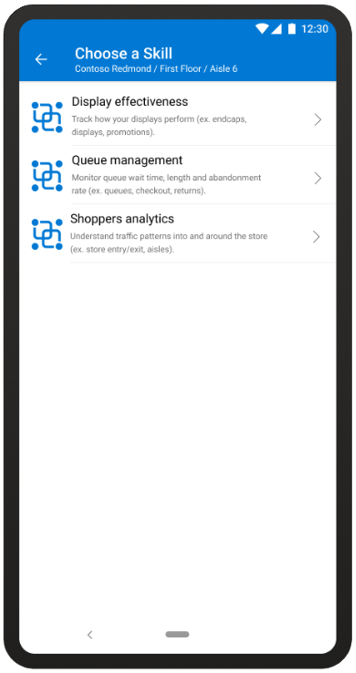 12:30
Choose a Skill
Contoso Redmond / First Floor / Aisle 6
Display effectiveness
Track how your displays perform (ex. endcaps,
displays, promotions).
Queue management
Monitor queue wait time, length and abandonment
rate (ex. queues, checkout, returns).
Shoppers analytics
Understand traffic patterns into and around the store
(ex. store entry/exit, aisles).